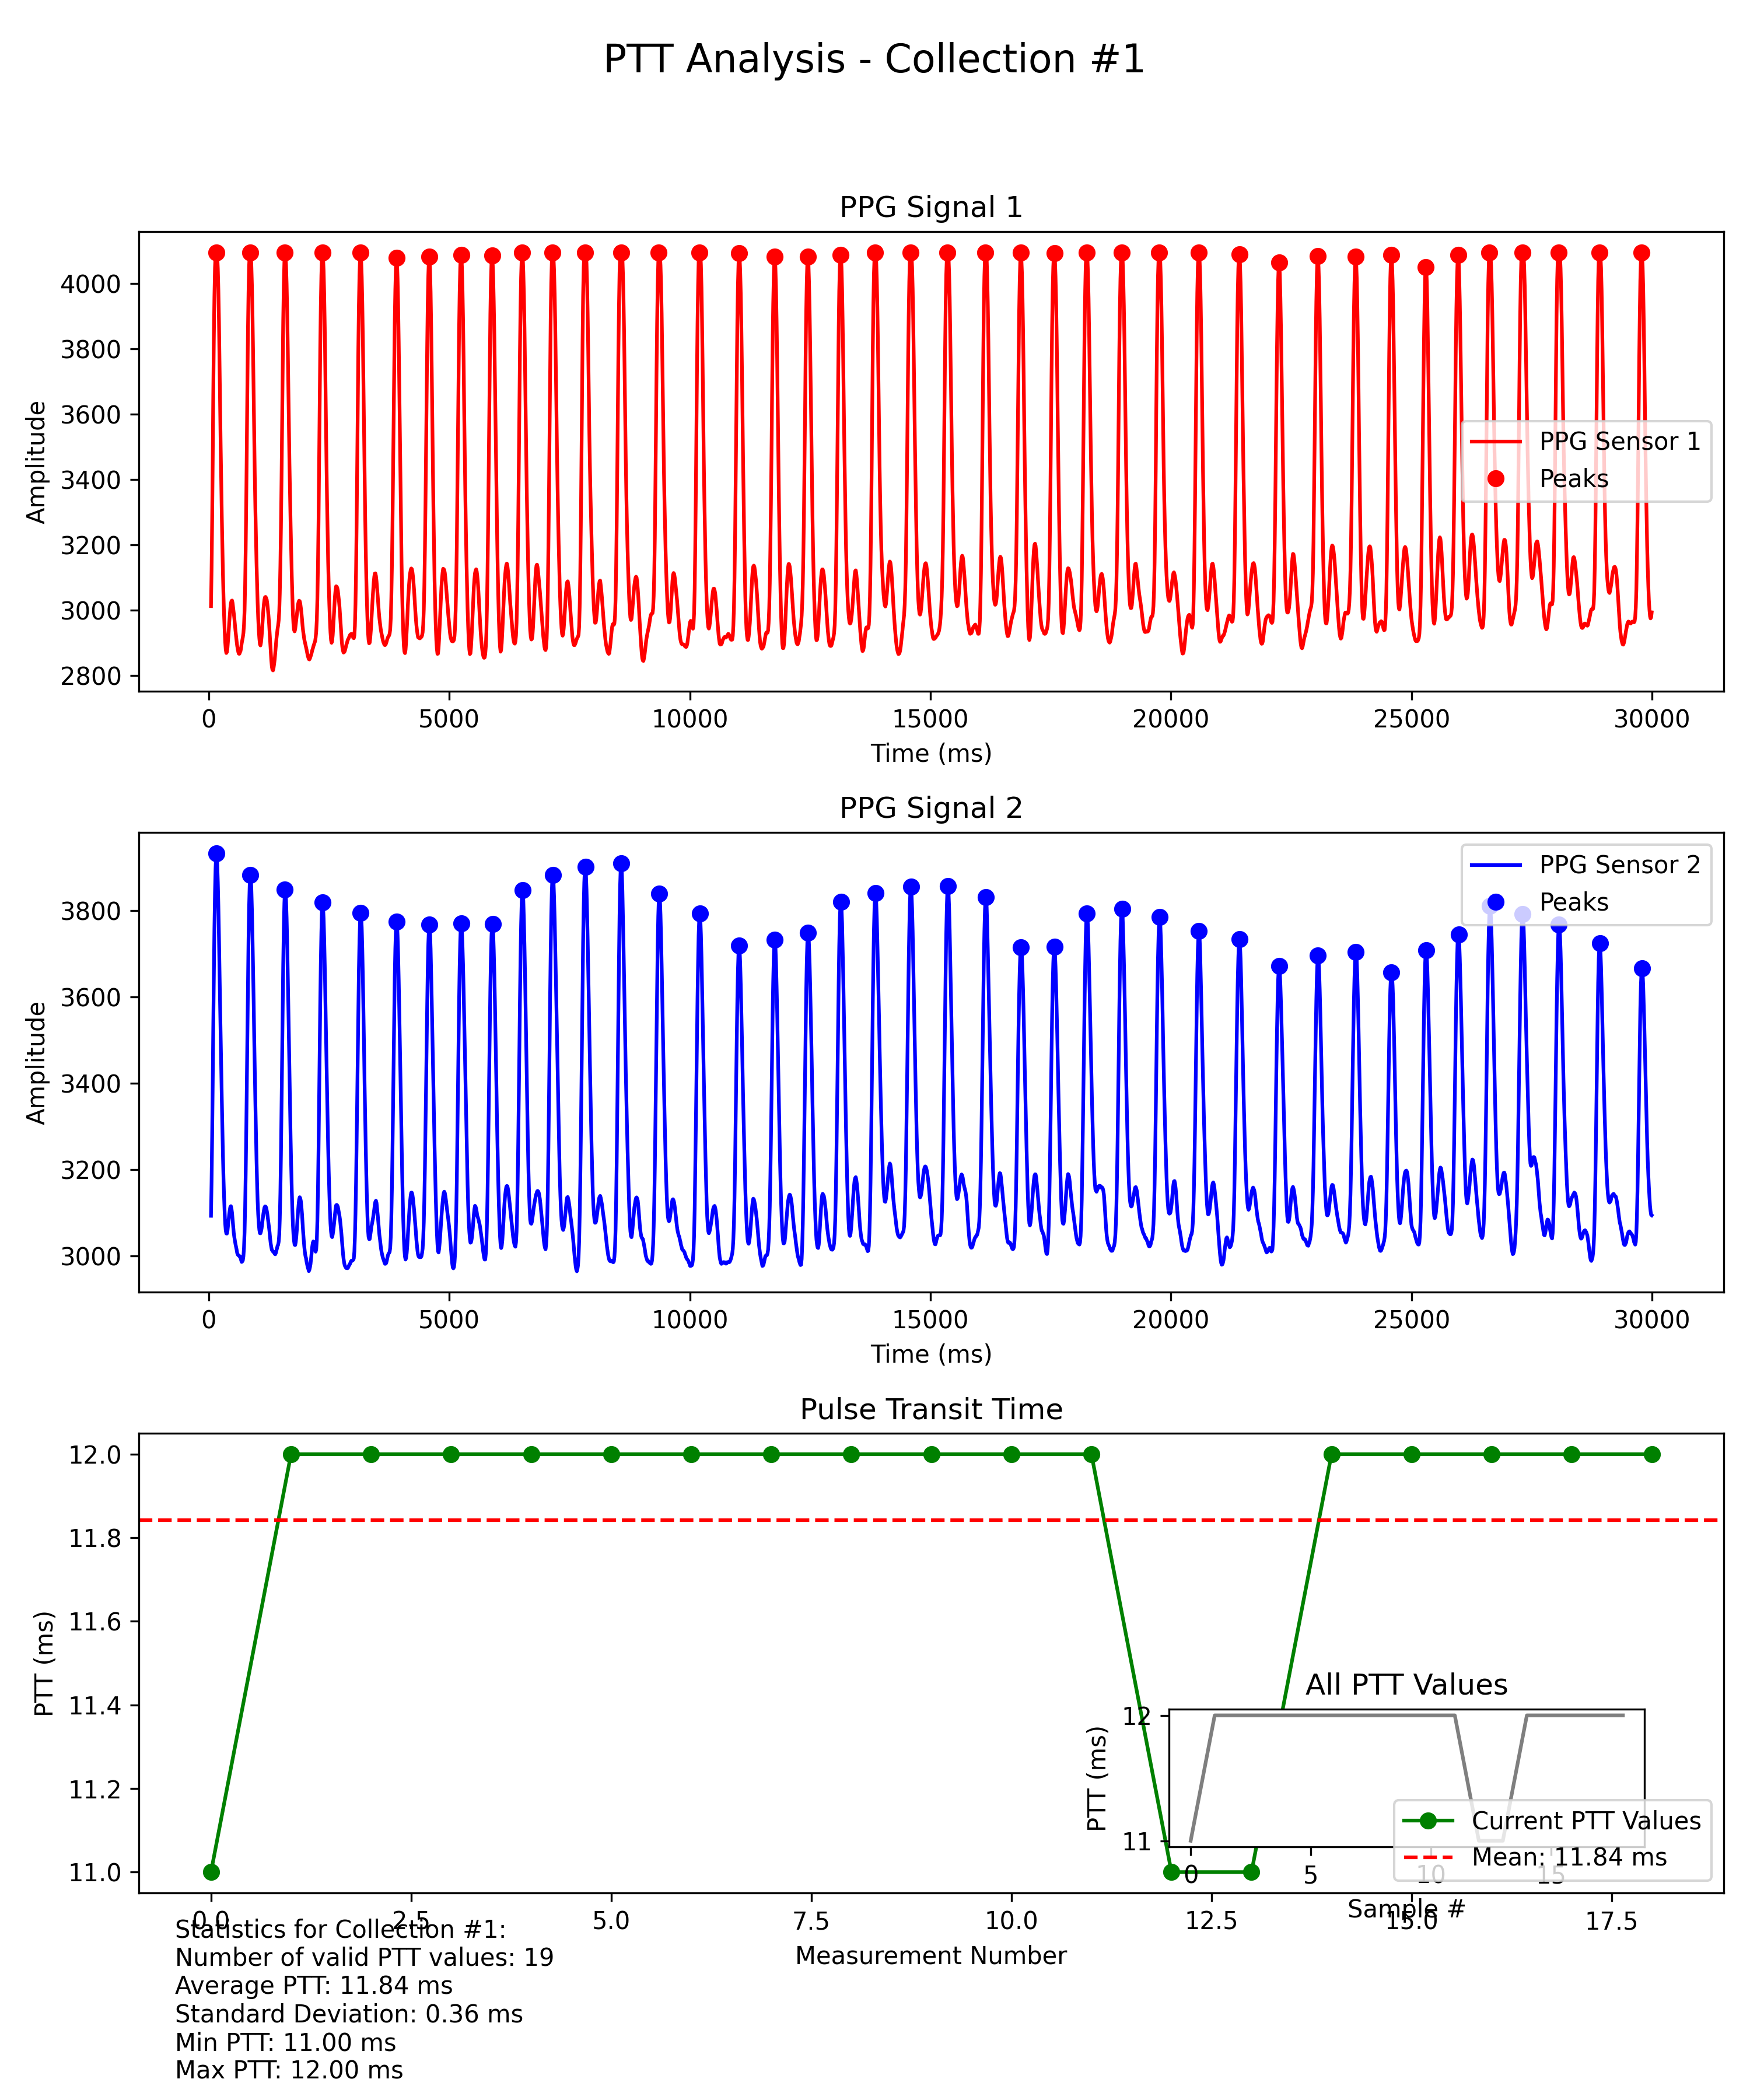 PTT Analysis - Collection #1
PPG Signal 1
4000
3800
3600
3400
3200
3000
2800
Amplitude
PPG Sensor 1
Peaks
0 5000 10000 15000 20000 25000 30000
Time (ms)
PPG Signal 2
3800
3600
3400
3200
3000
Amplitude
PPG Sensor 2
Peaks
0 5000 10000 15000 20000 25000 30000
Time (ms)
Pulse Transit Time
12.0
11.8
11.6
11.4
11.2
11.0
PTT (ms)
All PTT Values
12
11
PTT (ms)
0 5 10 15
Sample #
Current PTT Values
Mean: 11.84 ms
0.0 2.5 5.0 7.5 10.0 12.5 15.0 17.5
Measurement Number
Statistics for Collection #1:
Number of valid PTT values: 19
Average PTT: 11.84 ms
Standard Deviation: 0.36 ms
Min PTT: 11.00 ms
Max PTT: 12.00 ms